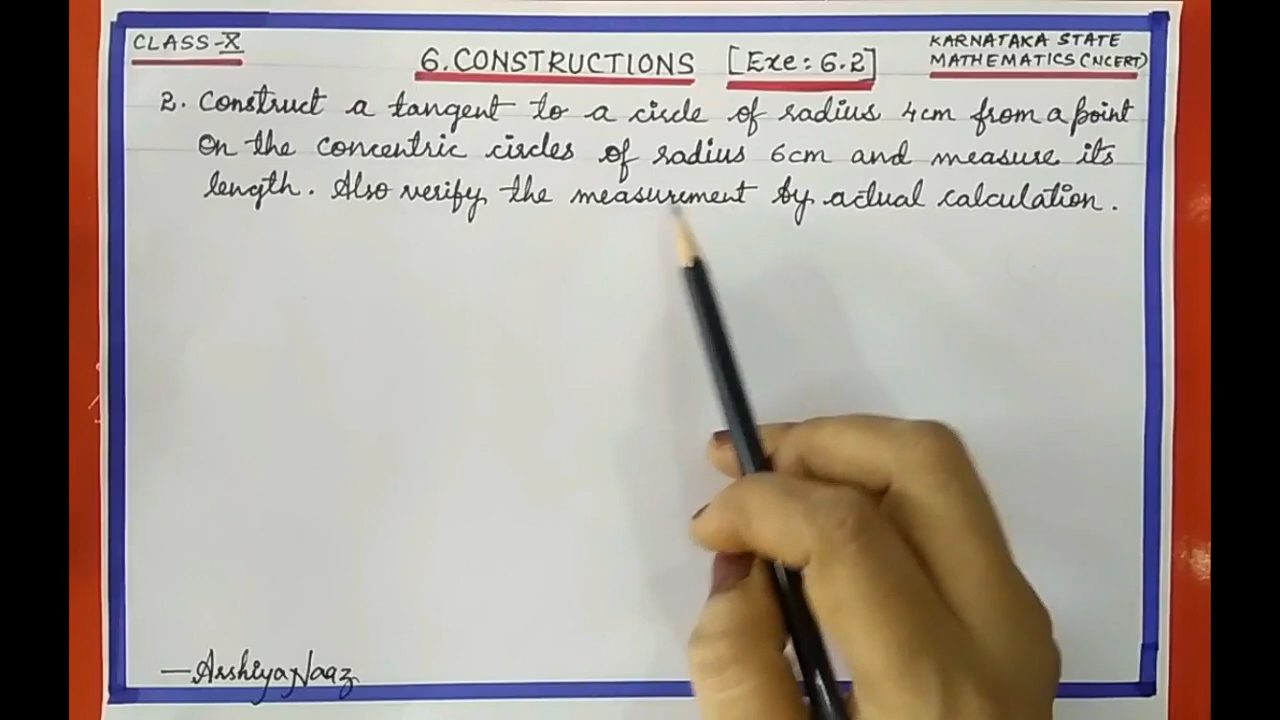 CLASS-X
6.CONSTRUCTIONS [Exe: 6.2]
KARNATAKA STATE
MATHEMATICS (NCERT)
2. Construct a tangent to a circle of radius 4cm from a point
on the concentric circles of radius 6cm and measure its
length. Also verify the measurement by actual calculation.
—Arshiya Naaz